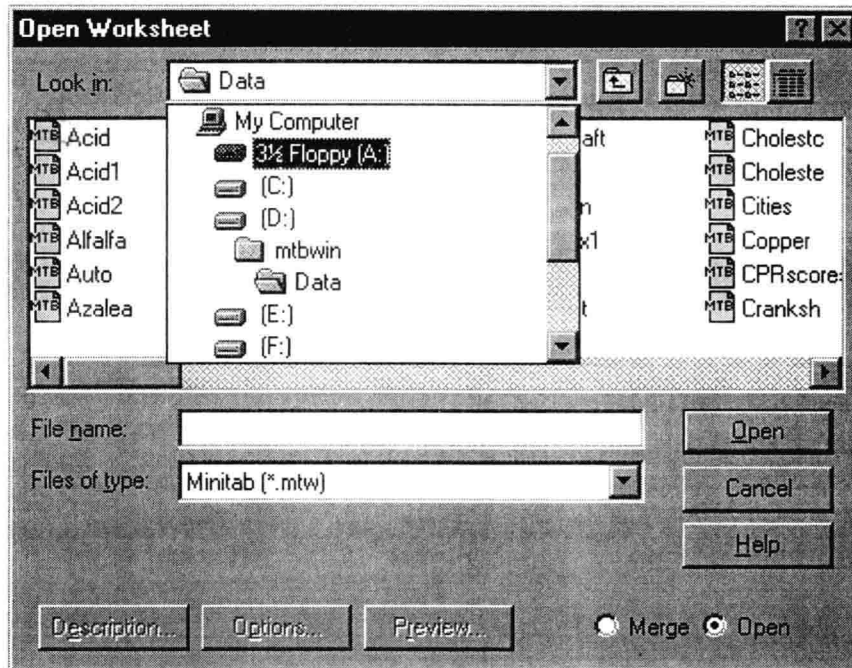 Open Worksheet
Look in: Data
My Computer
3½ Floppy (A:)
(C:)
(D:)
mtbwin
Data
(E:)
(F:)
Acid
Acid1
Acid2
Alfalfa
Auto
Azalea
Cholestc
Choleste
Cities
Copper
CPRscore
Cranksh
File name:
Open
Files of type: Minitab (*.mtw)
Cancel
Help
Description... Options... Preview... Merge Open